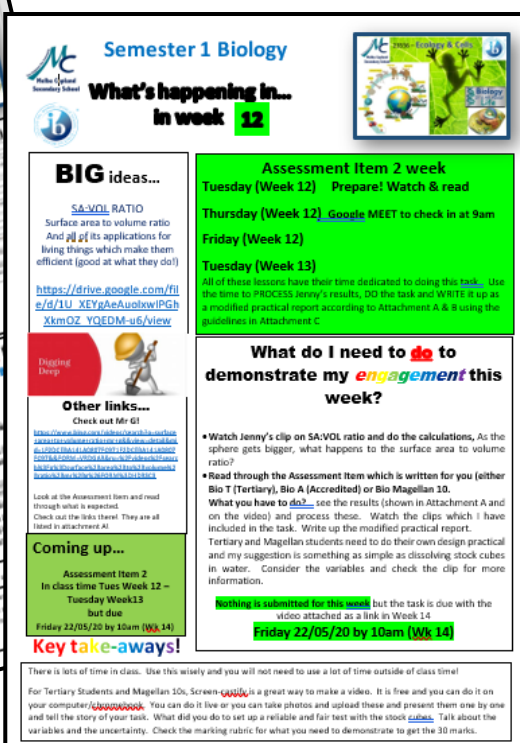 Semester 1 Biology
Melba Copland
Secondary School
What's happening in...
in week 12
- Ecology & Cells
Biology
Life
BIG ideas...
SA:VOL RATIO
Surface area to volume ratio
And all of its applications for
living things which make them
efficient (good at what they do!)
https://drive.google.com/fil
Digging
Deep
Other links...
Check out Mr G!
Look at the Assessment Item and read
through what is expected.
Check out the links there! They are all
listed in attachment A!
Coming up...
Assessment Item 2
In class time Tues Week 12 –
Tuesday Week13
but due
Friday 22/05/20 by 10am (Wk 14)
Key take-aways!
Assessment Item 2 week
Tuesday (Week 12) Prepare! Watch & read
Thursday (Week 12) Google MEET to check in at 9am
Friday (Week 12)
Tuesday (Week 13)
All of these lessons have their time dedicated to doing this task. Use
the time to PROCESS Jenny's results, DO the task and WRITE it up as
a modified practical report according to Attachment A & B using the
guidelines in Attachment C
What do I need to do to
demonstrate my engagement this
week?
• Watch Jenny's clip on SA:VOL ratio and do the calculations, As the
sphere gets bigger, what happens to the surface area to volume
ratio?
• Read through the Assessment Item which is written for you (either
Bio T (Tertiary), Bio A (Accredited) or Bio Magellan 10.
What you have to do? see the results (shown in Attachment A and
on the video) and process these. Watch the clips which I have
included in the task. Write up the modified practical report.
Tertiary and Magellan students need to do their own design practical
and my suggestion is something as simple as dissolving stock cubes
in water. Consider the variables and check the clip for more
information.
Nothing is submitted for this week but the task is due with the
video attached as a link in Week 14
Friday 22/05/20 by 10am (Wk 14)
There is lots of time in class. Use this wisely and you will not need to use a lot of time outside of class time!
For Tertiary Students and Magellan 10s, Screen-castify is a great way to make a video. It is free and you can do it on
your computer/chromebook. You can do it live or you can take photos and upload these and present them one by one
and tell the story of your task. What did you do to set up a reliable and fair test with the stock cubes. Talk about the
variables and the uncertainty. Check the marking rubric for what you need to demonstrate to get the 30 marks.